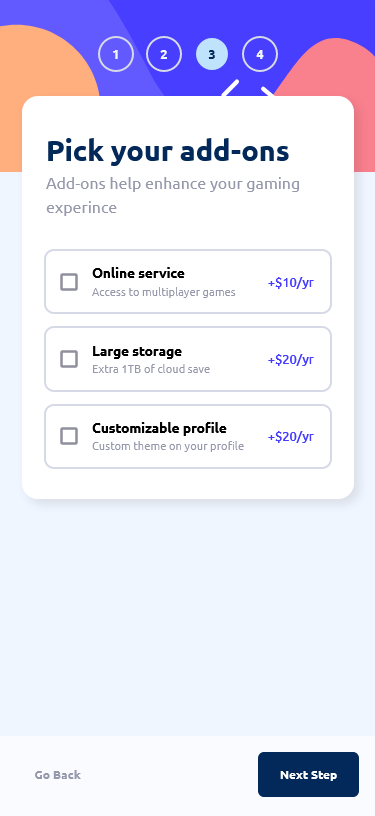 1 2 3 4
Pick your add-ons
Add-ons help enhance your gaming
experince
Online service
Access to multiplayer games
+$10/yr
Large storage
Extra 1TB of cloud save
+$20/yr
Customizable profile
Custom theme on your profile
+$20/yr
Go Back
Next Step